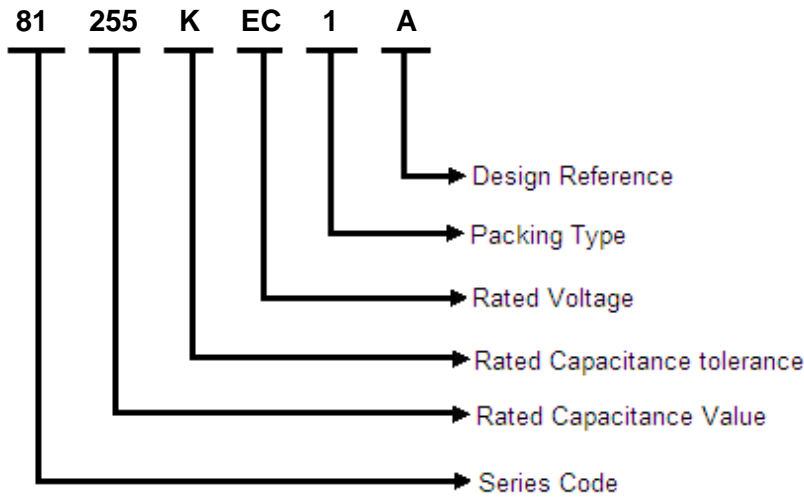 81 255 K EC 1 A
Design Reference
Packing Type
Rated Voltage
Rated Capacitance tolerance
Rated Capacitance Value
Series Code